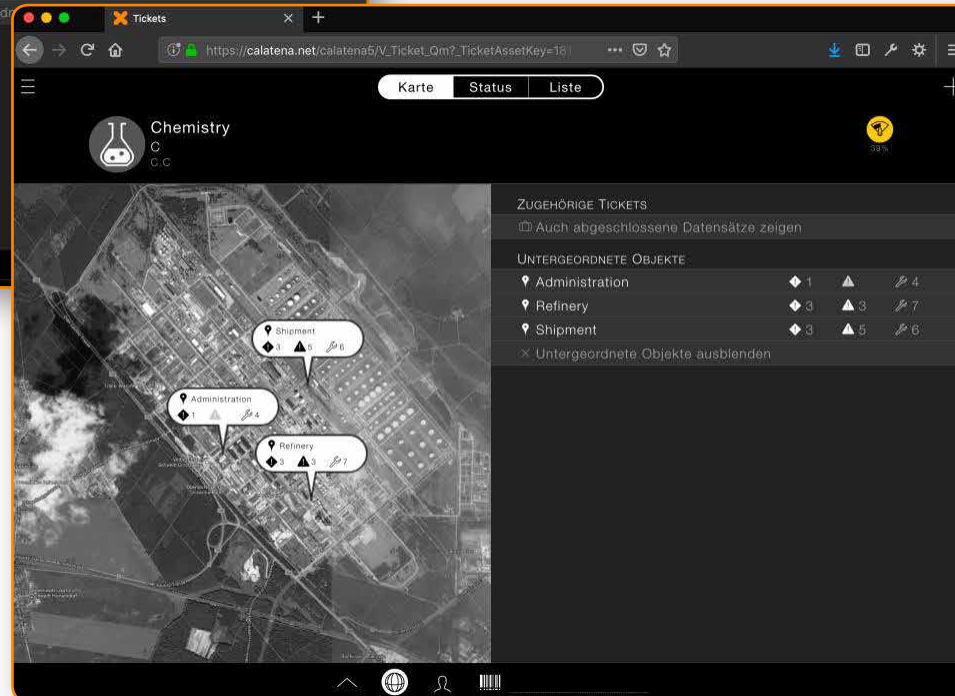 Tickets
https://calatena.net/calatena5/V_Ticket_Qm?_TicketAssetKey=181
Karte Status Liste
Chemistry
C
C.C
39%
ZUGEHÖRIGE TICKETS
Auch abgeschlossene Datensätze zeigen
UNTERGEORDNETE OBJEKTE
Administration 1 4
Refinery 3 3 7
Shipment 3 5 6
Untergeordnete Objekte ausblenden
Shipment
3 5 6
Administration
1 4
Refinery
3 3 7